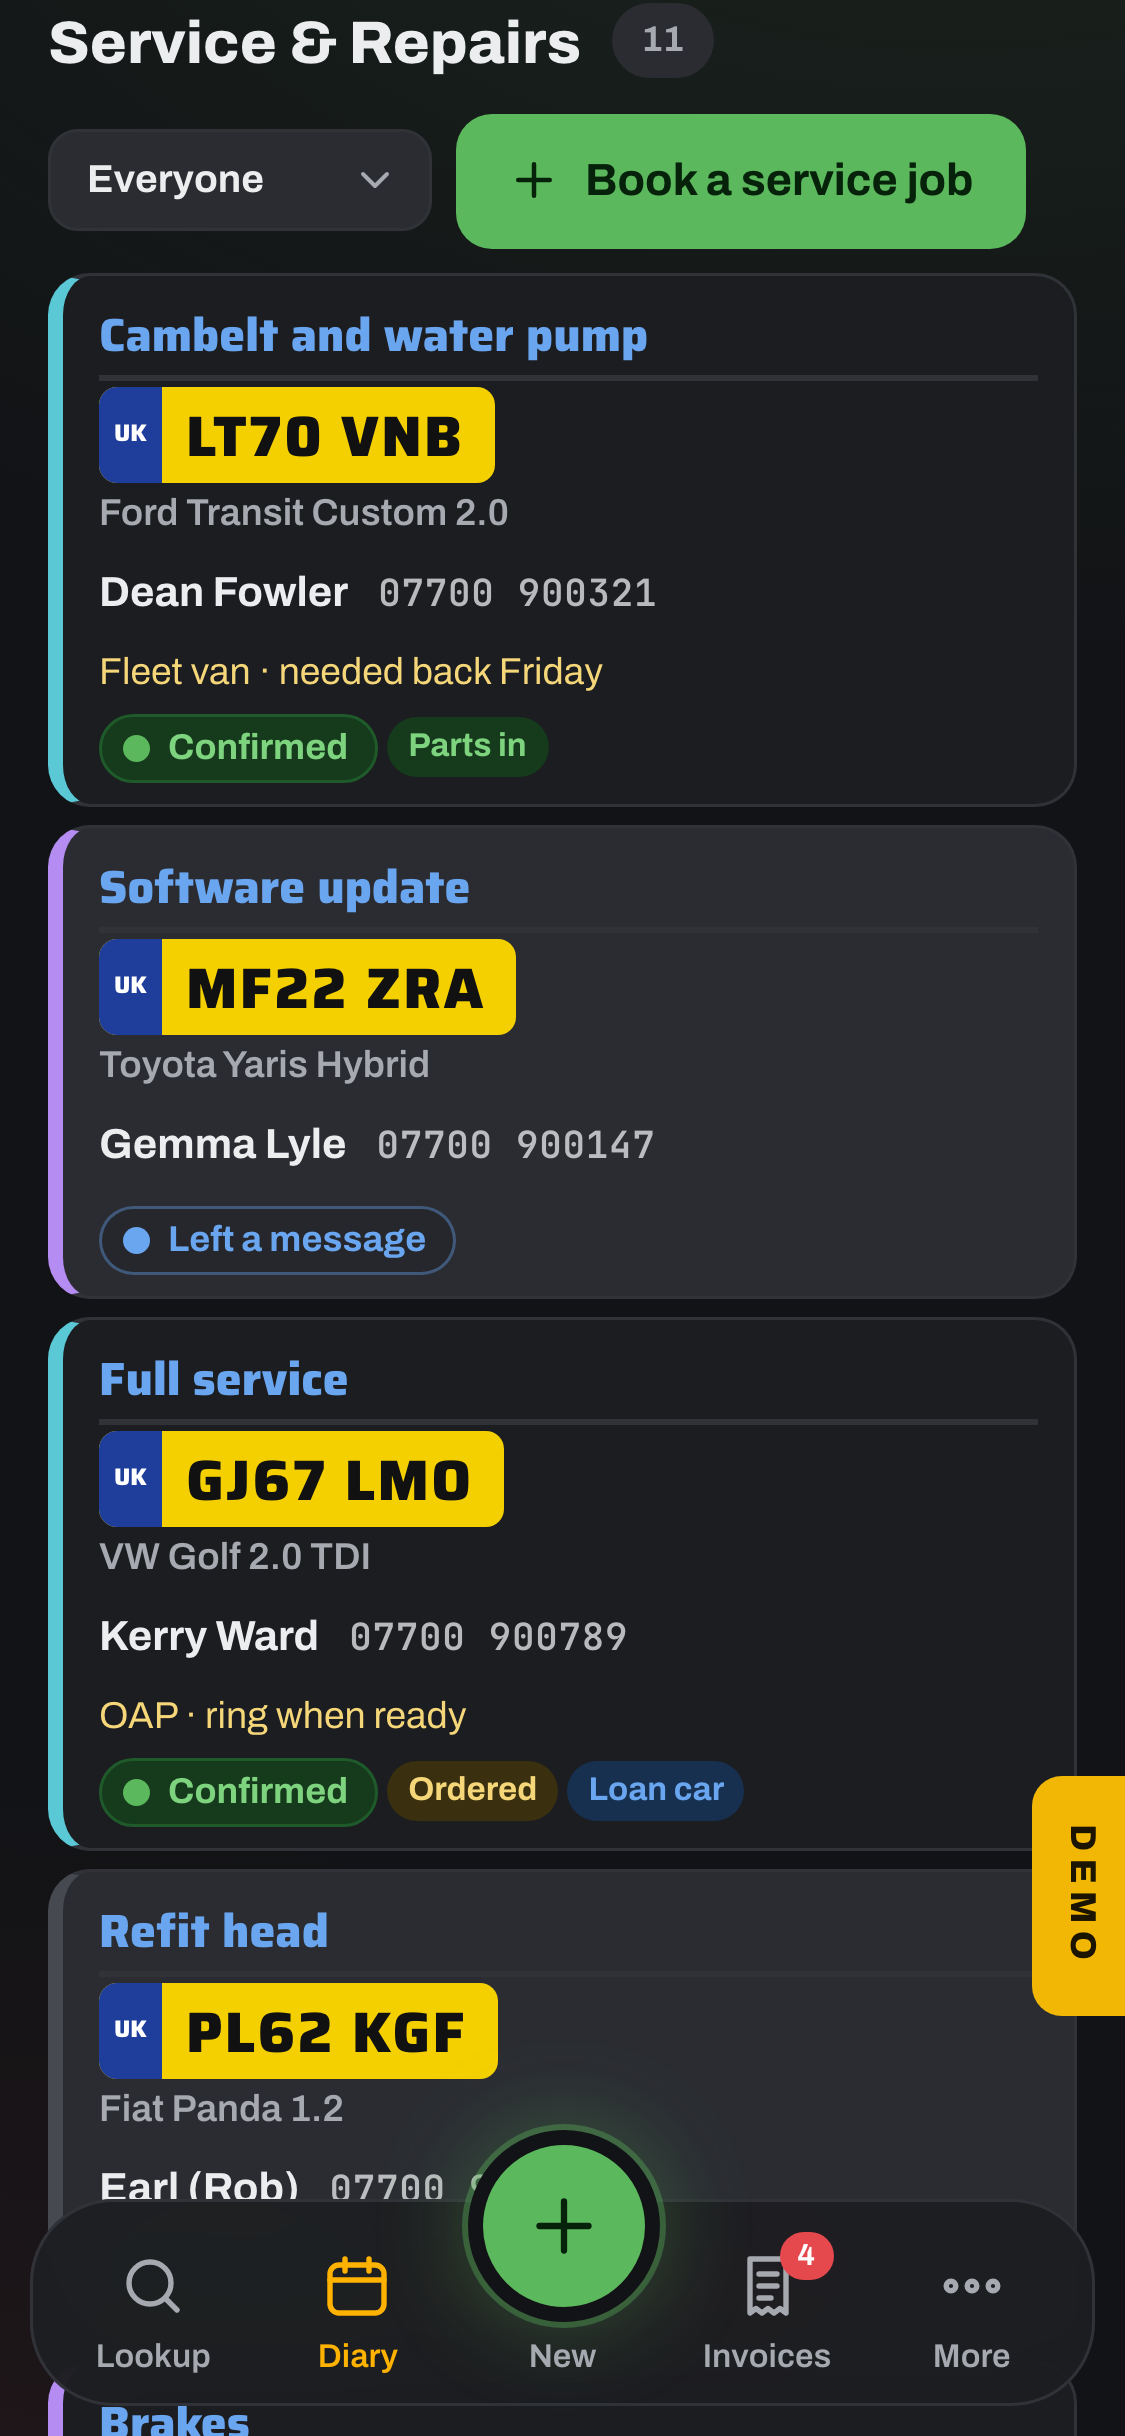 Service & Repairs 11
Everyone
Book a service job
Cambelt and water pump
UK LT70 VNB
Ford Transit Custom 2.0
Dean Fowler 07700 900321
Fleet van · needed back Friday
Confirmed Parts in
Software update
UK MF22 ZRA
Toyota Yaris Hybrid
Gemma Lyle 07700 900147
Left a message
Full service
UK GJ67 LMO
VW Golf 2.0 TDI
Kerry Ward 07700 900789
OAP · ring when ready
Confirmed Ordered Loan car
DEMO
Refit head
UK PL62 KGF
Fiat Panda 1.2
Earl (Rob) 07700
4
Lookup Diary New Invoices More
Brakes